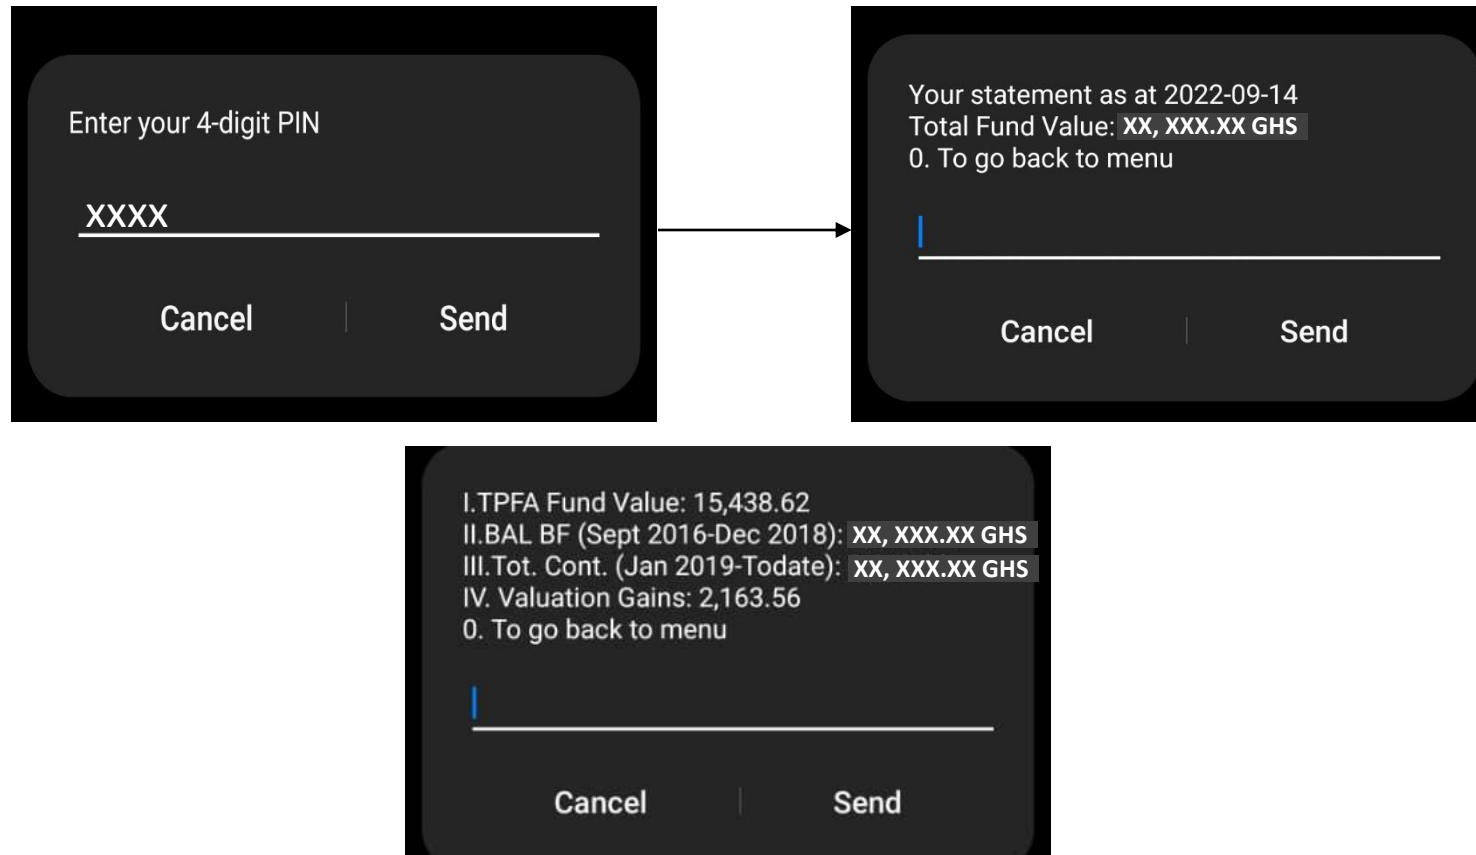 Enter your 4-digit PIN
XXXX
Cancel Send
Your statement as at 2022-09-14
Total Fund Value: XX, XXX.XX GHS
0. To go back to menu
Cancel Send
I.TPFA Fund Value: 15,438.62
II.BAL BF (Sept 2016-Dec 2018): XX, XXX.XX GHS
III.Tot. Cont. (Jan 2019-Todate): XX, XXX.XX GHS
IV. Valuation Gains: 2,163.56
0. To go back to menu
Cancel Send